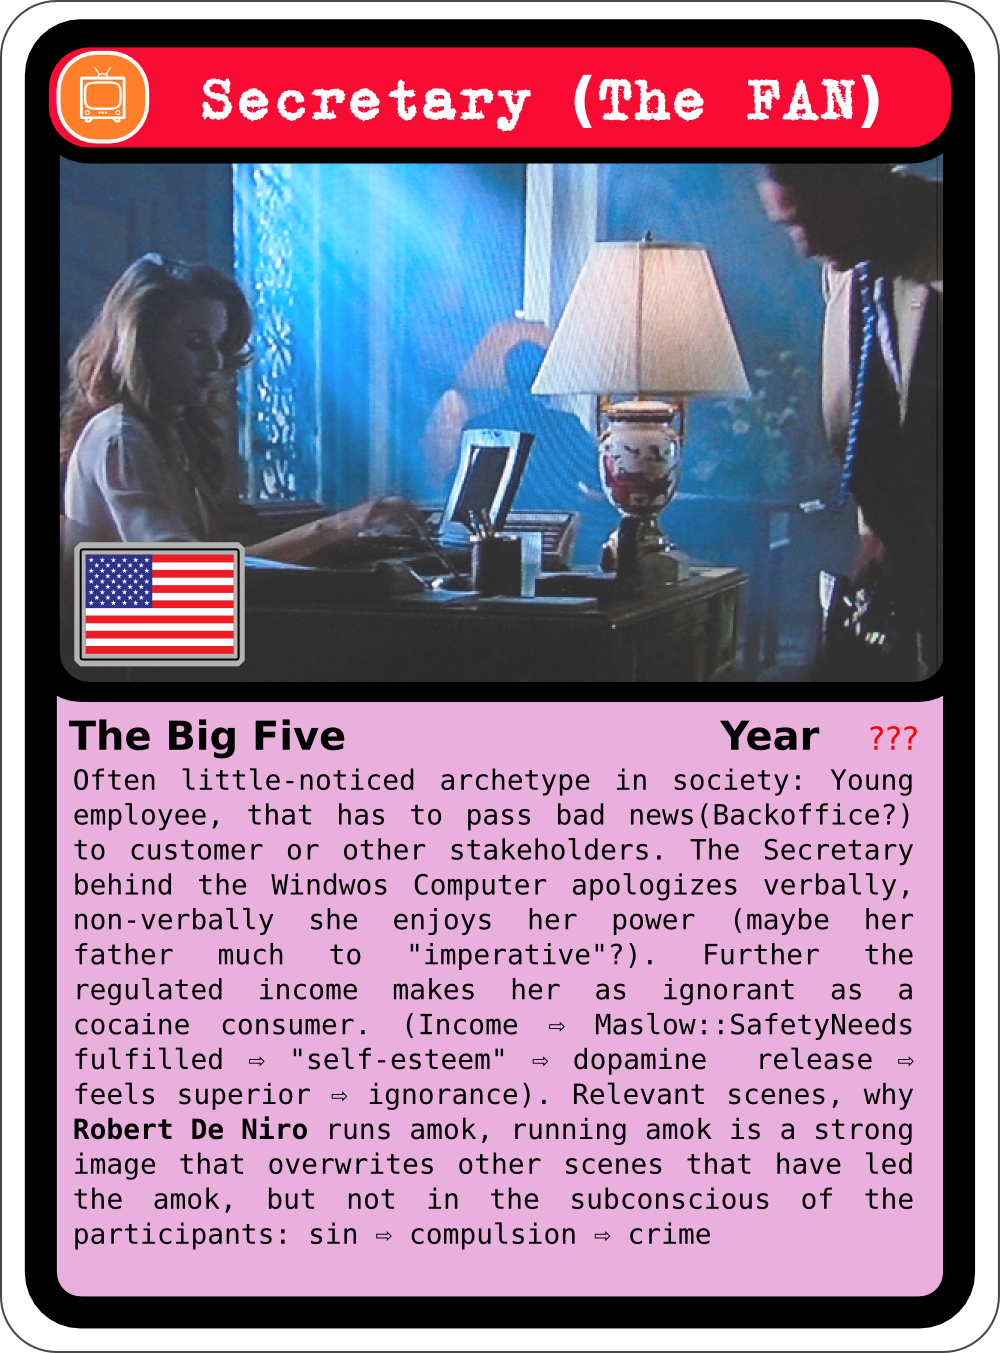 Secretary (The FAN)
The Big Five Year ???
Often little-noticed archetype in society: Young
employee, that has to pass bad news(Backoffice?)
to customer or other stakeholders. The Secretary
behind the Windwos Computer apologizes verbally,
non-verbally she enjoys her power (maybe her
father much to "imperative"?). Further the
regulated income makes her as ignorant as a
cocaine consumer. (Income ⇨ Maslow::SafetyNeeds
fulfilled ⇨ "self-esteem" ⇨ dopamine release ⇨
feels superior ⇨ ignorance). Relevant scenes, why
Robert De Niro runs amok, running amok is a strong
image that overwrites other scenes that have led
the amok, but not in the subconscious of the
participants: sin ⇨ compulsion ⇨ crime